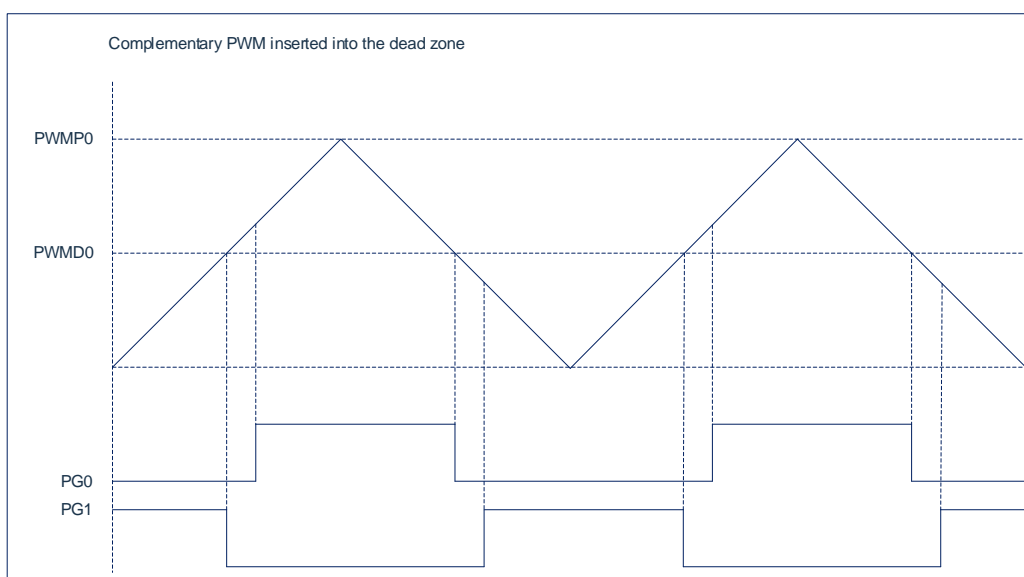 Complementary PWM inserted into the dead zone
PWMP0
PWMD0
PG0
PG1